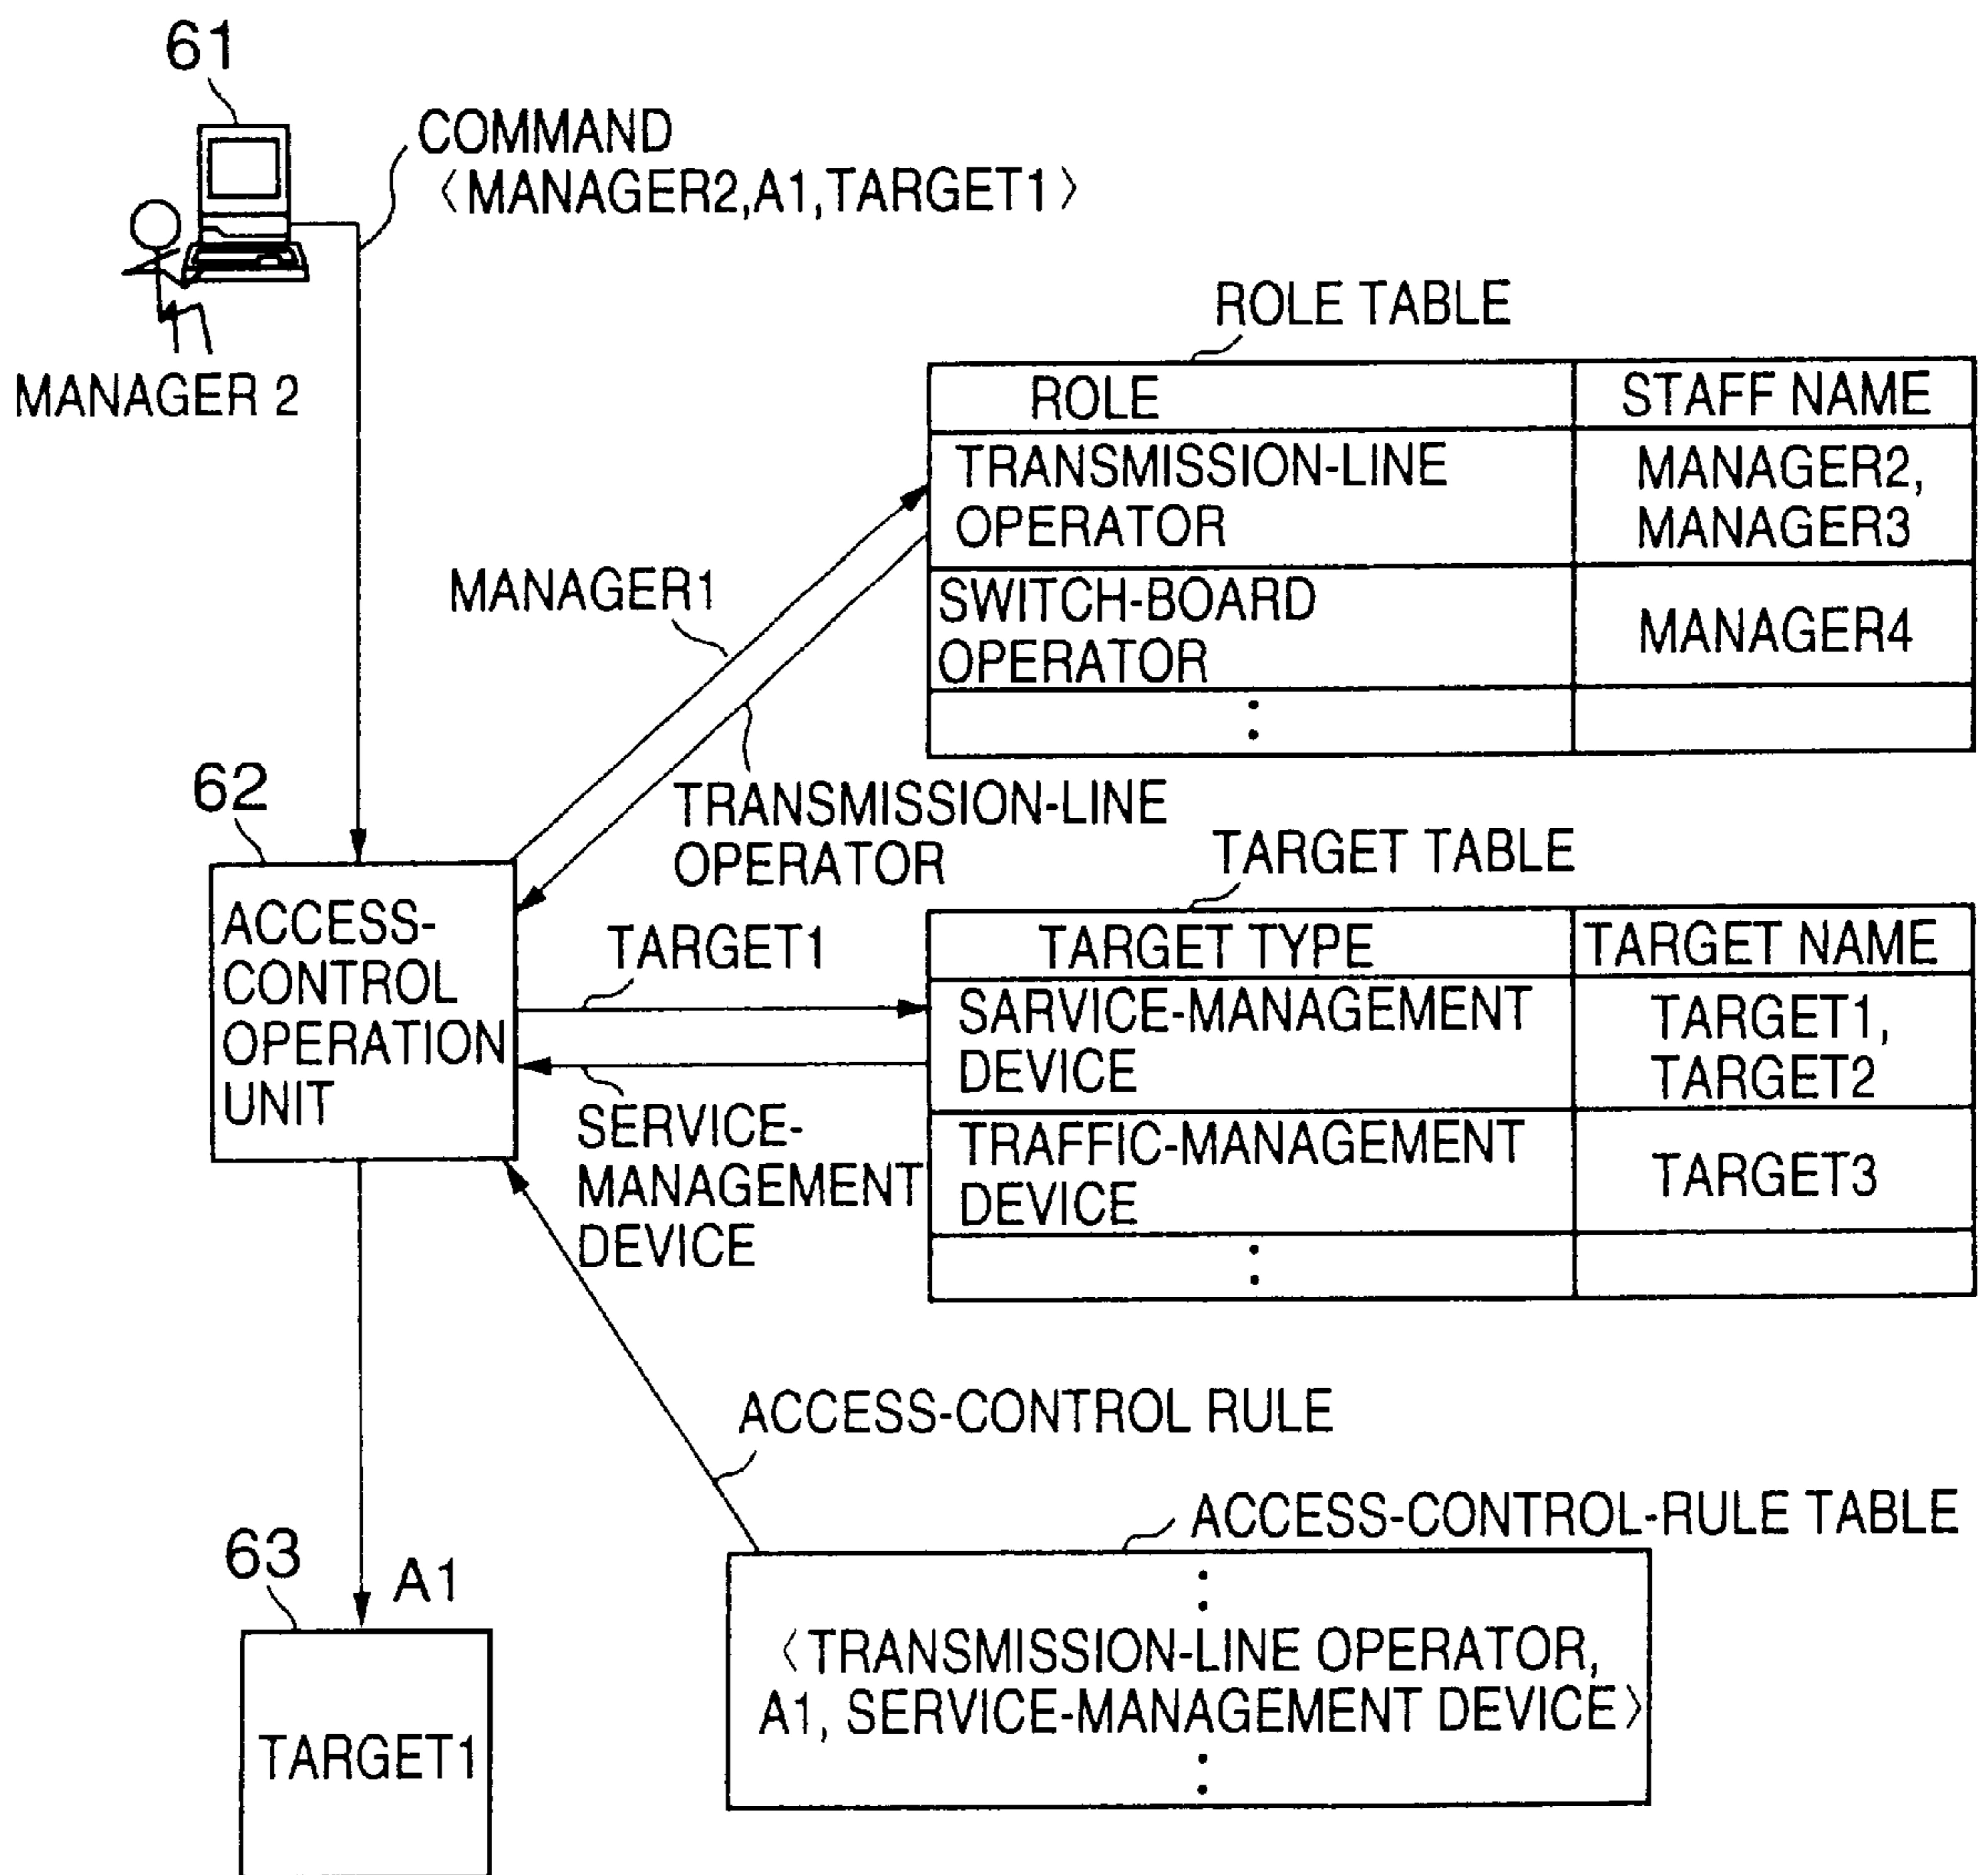 61
COMMAND
〈MANAGER2,A1,TARGET1〉
MANAGER 2
ROLE TABLE
ROLE
STAFF NAME
TRANSMISSION-LINE
OPERATOR
MANAGER2,
MANAGER3
SWITCH-BOARD
OPERATOR
MANAGER4
MANAGER1
TRANSMISSION-LINE
OPERATOR
62
ACCESS-
CONTROL
OPERATION
UNIT
TARGET TABLE
TARGET TYPE
TARGET NAME
SARVICE-MANAGEMENT
DEVICE
TARGET1,
TARGET2
TRAFFIC-MANAGEMENT
DEVICE
TARGET3
TARGET1
SERVICE-
MANAGEMENT
DEVICE
ACCESS-CONTROL RULE
ACCESS-CONTROL-RULE TABLE
〈TRANSMISSION-LINE OPERATOR,
A1, SERVICE-MANAGEMENT DEVICE〉
63
A1
TARGET1